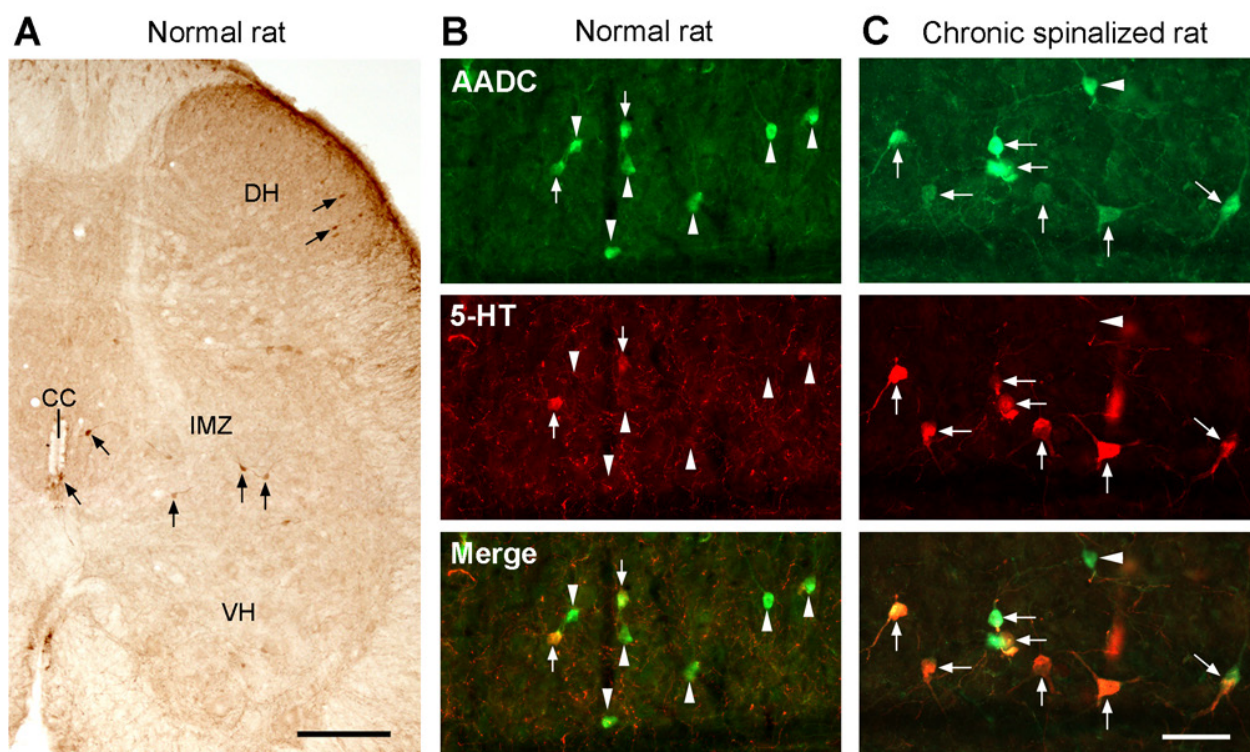 A
Normal rat
DH
CC
IMZ
VH
B
Normal rat
AADC
5-HT
Merge
C
Chronic spinalized rat